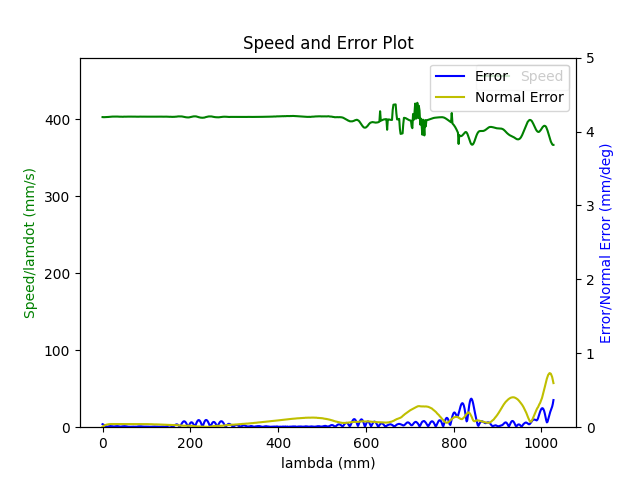 Speed and Error Plot
Speed/lamdot (mm/s)
400
300
200
100
0
Error
Speed
Normal Error
5
4
3
2
1
0
Error/Normal Error (mm/deg)
0
200
400
600
800
1000
lambda (mm)